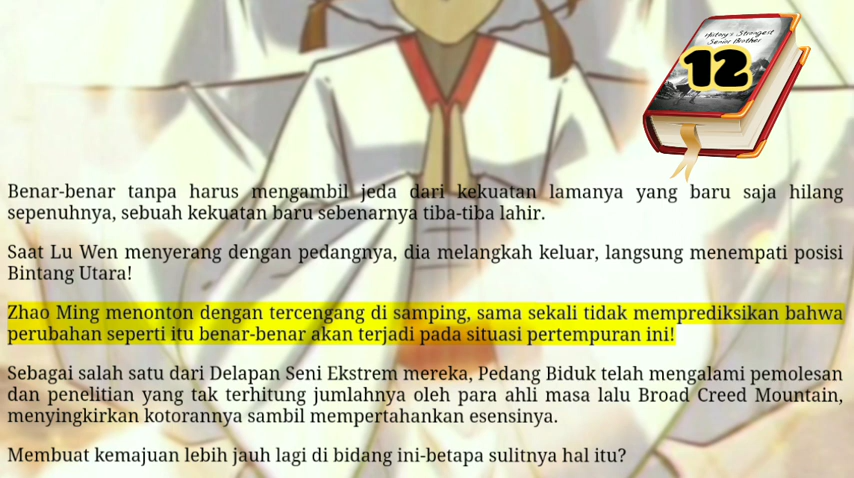 History's Strongest
Senior Brother
12
Benar-benar tanpa harus mengambil jeda dari kekuatan lamanya yang baru saja hilang
sepenuhnya, sebuah kekuatan baru sebenarnya tiba-tiba lahir.
Saat Lu Wen menyerang dengan pedangnya, dia melangkah keluar, langsung menempati posisi
Bintang Utara!
Zhao Ming menonton dengan tercengang di samping, sama sekali tidak memprediksikan bahwa
perubahan seperti itu benar-benar akan terjadi pada situasi pertempuran ini!
Sebagai salah satu dari Delapan Seni Ekstrem mereka, Pedang Biduk telah mengalami pemolesan
dan penelitian yang tak terhitung jumlahnya oleh para ahli masa lalu Broad Creed Mountain,
menyingkirkan kotorannya sambil mempertahankan esensinya.
Membuat kemajuan lebih jauh lagi di bidang ini-betapa sulitnya hal itu?